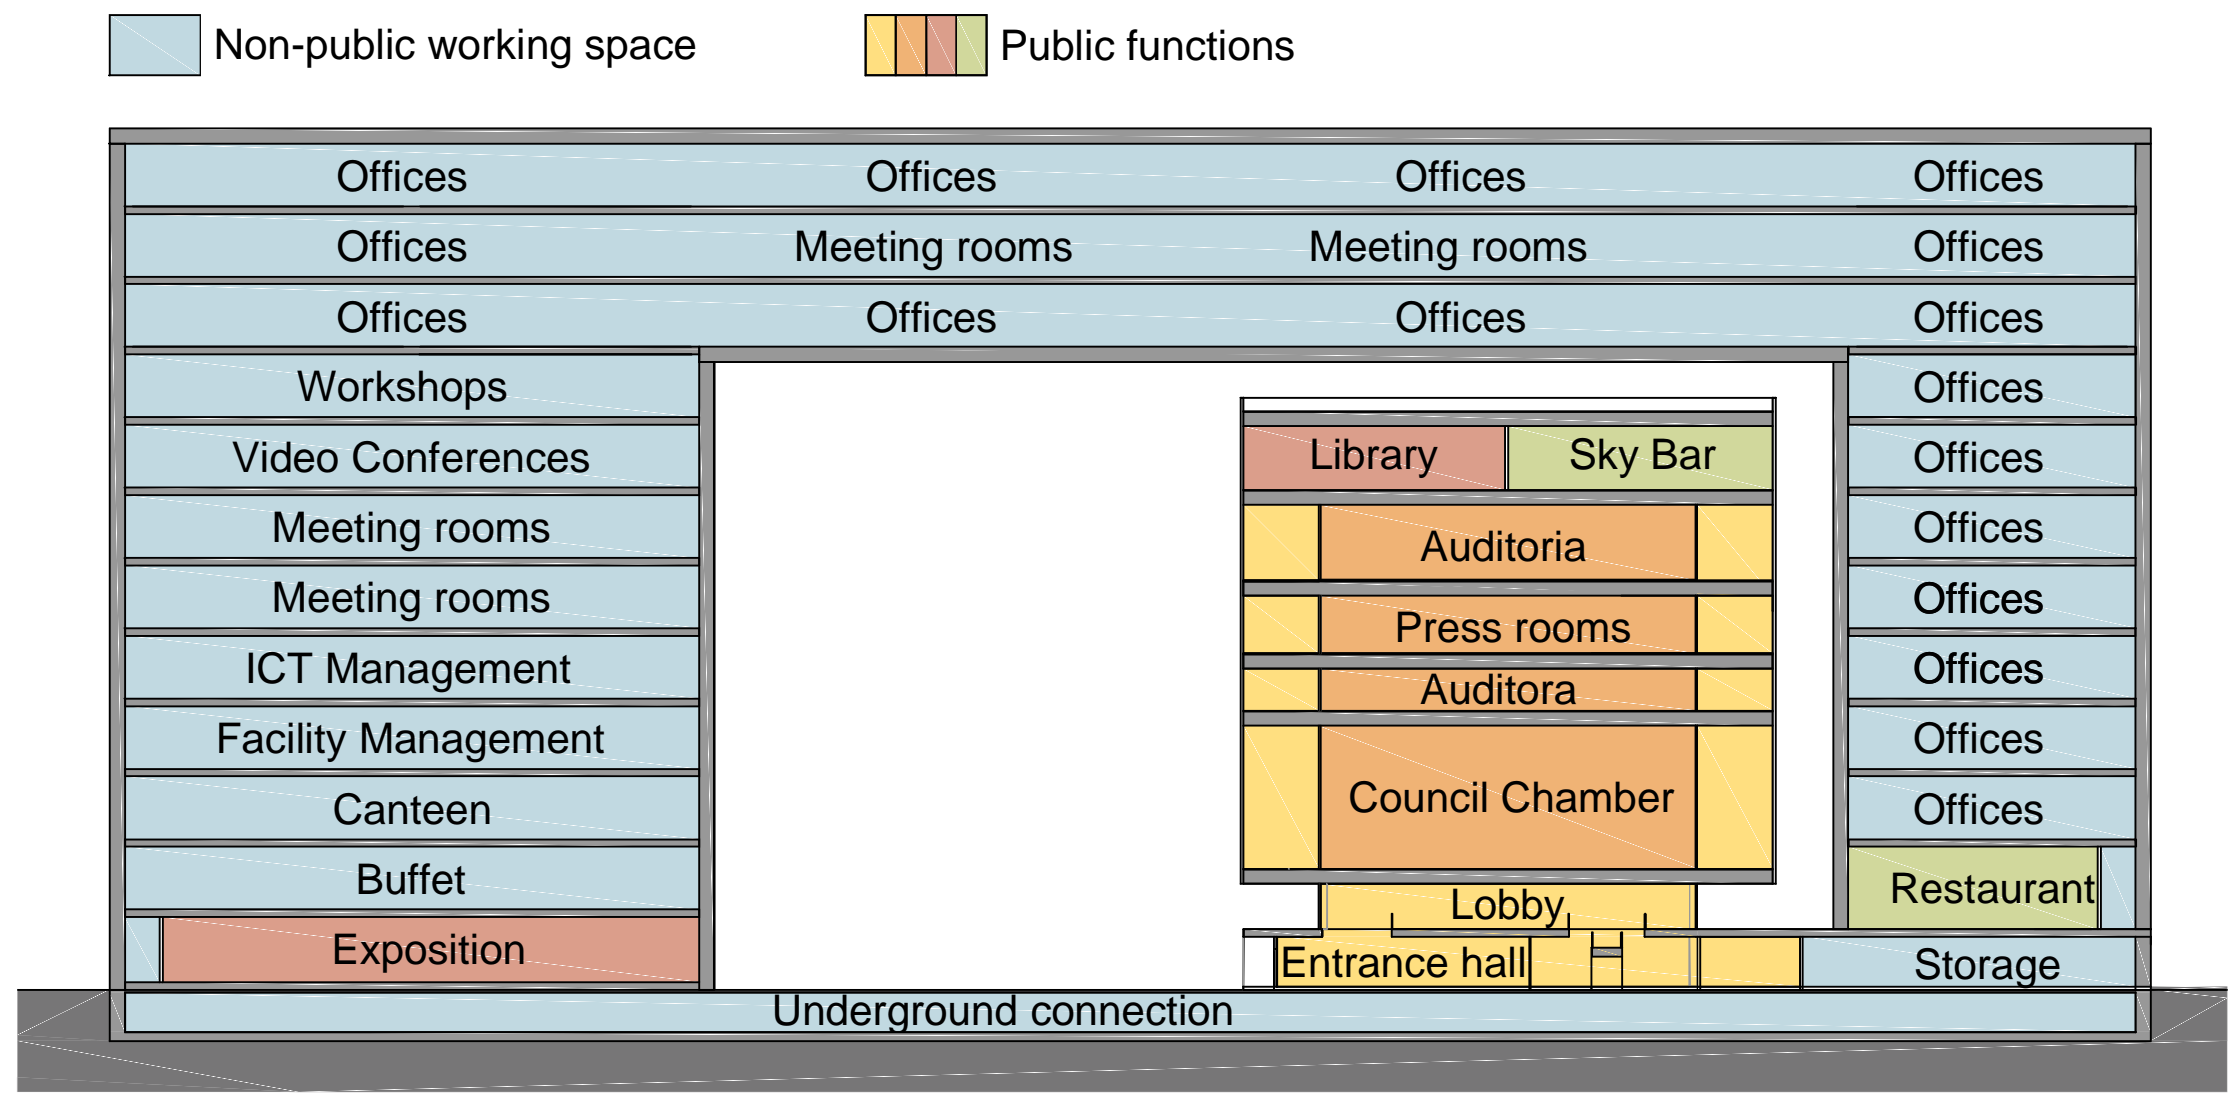 Non-public working space
Public functions
Offices Offices Offices Offices
Offices Meeting rooms Meeting rooms Offices
Offices Offices Offices Offices
Workshops
Offices
Video Conferences
Library
Sky Bar
Offices
Meeting rooms
Auditoria
Offices
Meeting rooms
Press rooms
Offices
ICT Management
Auditora
Offices
Facility Management
Offices
Canteen
Council Chamber
Offices
Buffet
Lobby
Restaurant
Exposition
Entrance hall
Storage
Underground connection